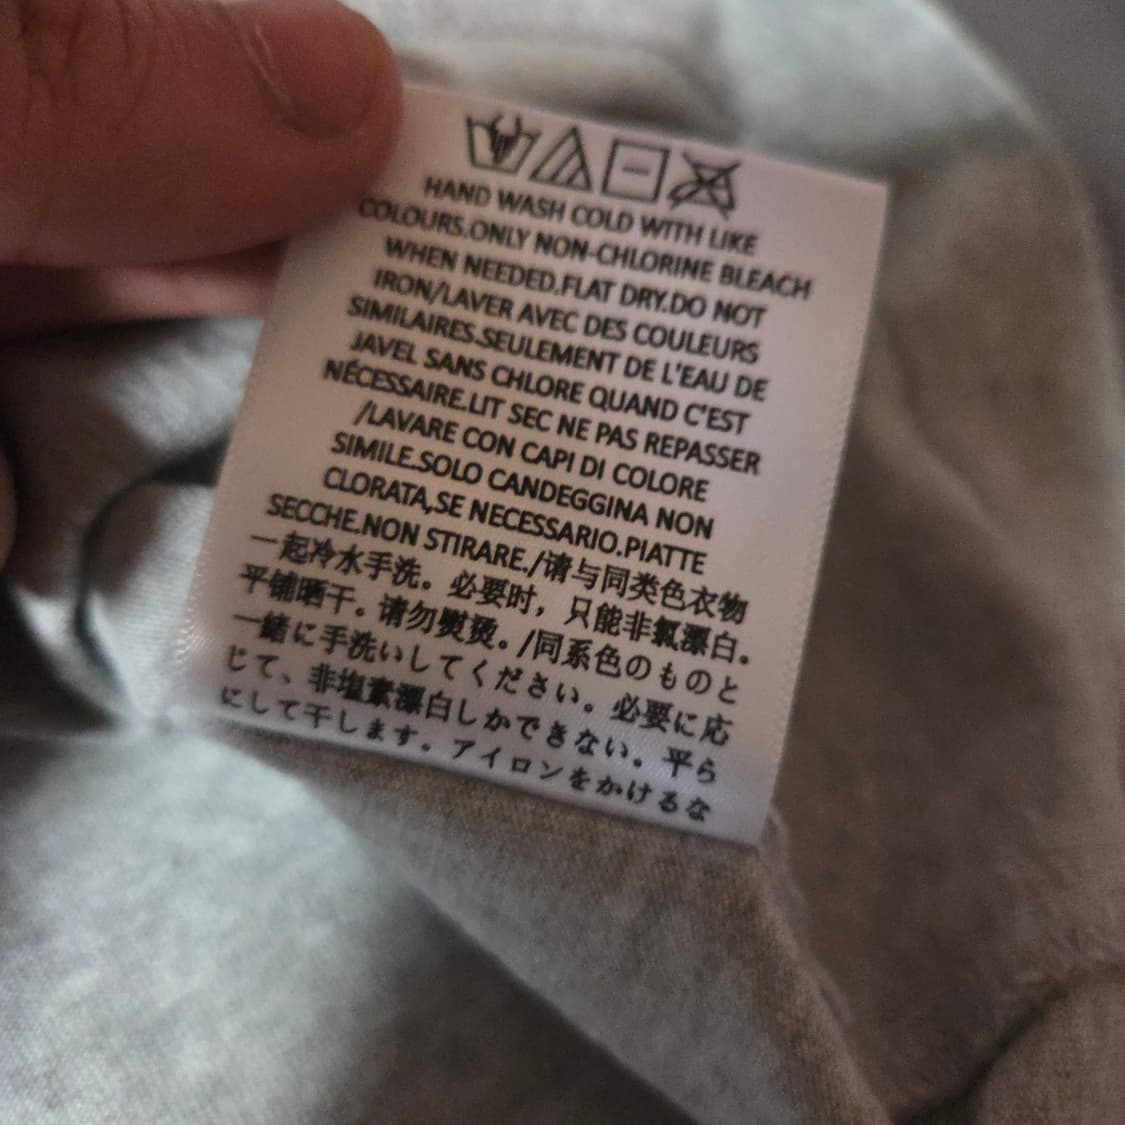 HAND WASH COLD WITH LIKE
COLOURS.ONLY NON-CHLORINE BLEACH
WHEN NEEDED.FLAT DRY.DO NOT
IRON/LAVER AVEC DES COULEURS
SIMILAIRES.SEULEMENT DE L'EAU DE
JAVEL SANS CHLORE QUAND C'EST
NÉCESSAIRE.LIT SEC NE PAS REPASSER
/LAVARE CON CAPI DI COLORE
SIMILE.SOLO CANDEGGINA NON
CLORATA,SE NECESSARIO.PIATTE
SECCHE.NON STIRARE./请与同类色衣物
一起冷水手洗。必要时，只能非氯漂白。
平铺晒干。请勿熨烫。/同系色のものと
一緒に手洗いしてください。必要に応
じて、非塩素漂白しかできない。平ら
にして干します。アイロンをかけるな